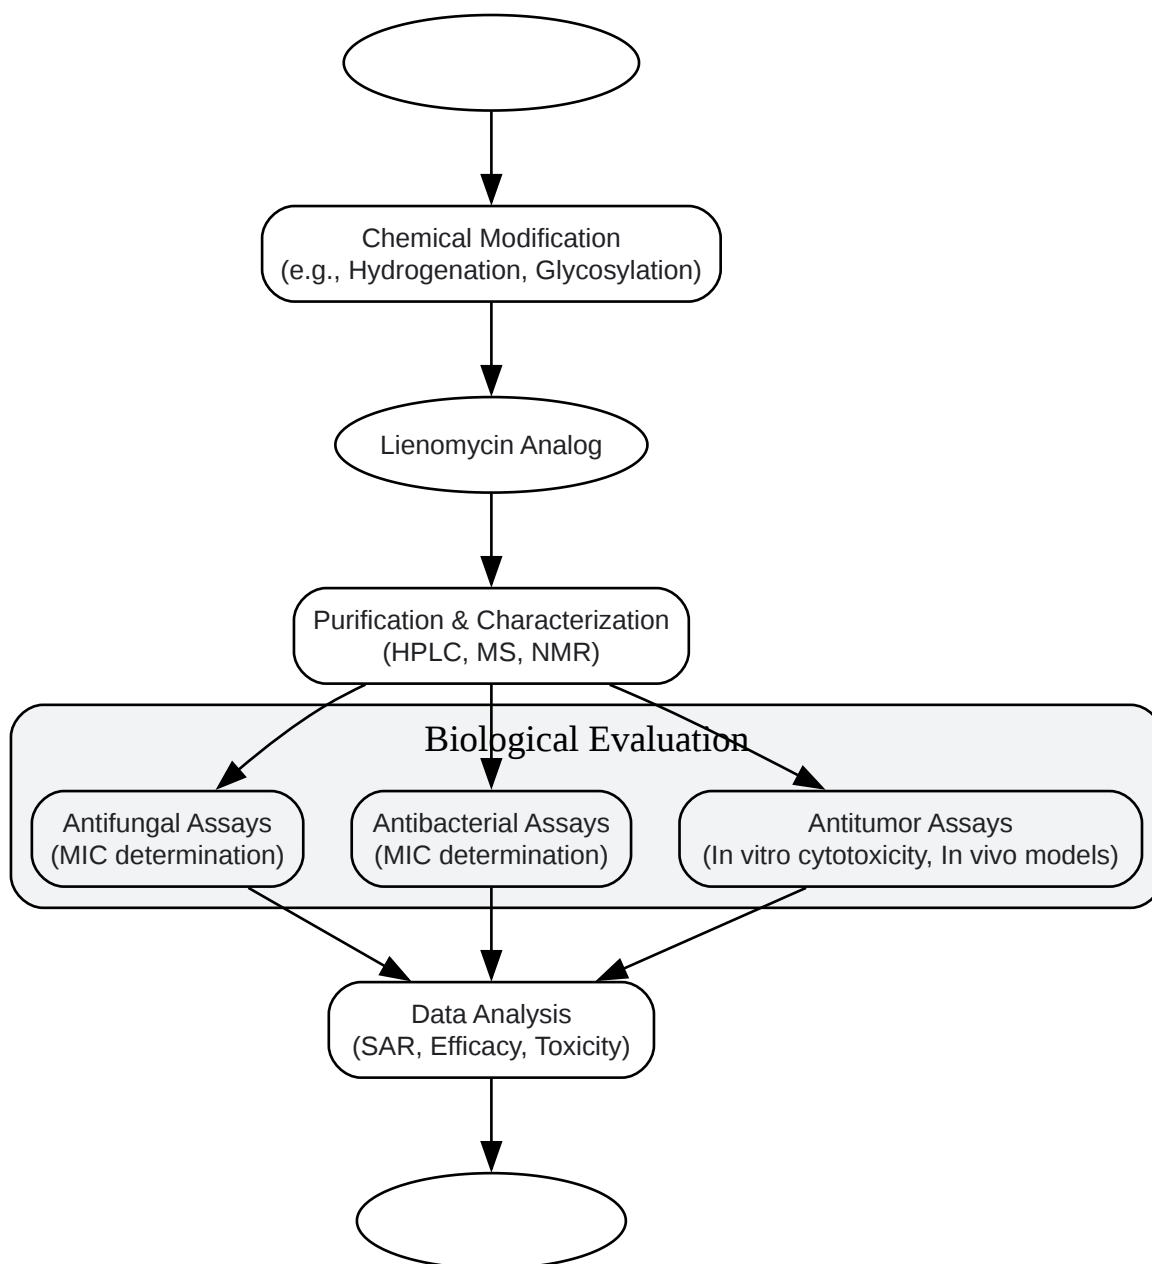 Chemical Modification
(e.g., Hydrogenation, Glycosylation)
Lienomycin Analog
Purification & Characterization
(HPLC, MS, NMR)
Biological Evaluation
Antifungal Assays
(MIC determination)
Antibacterial Assays
(MIC determination)
Antitumor Assays
(In vitro cytotoxicity, In vivo models)
Data Analysis
(SAR, Efficacy, Toxicity)